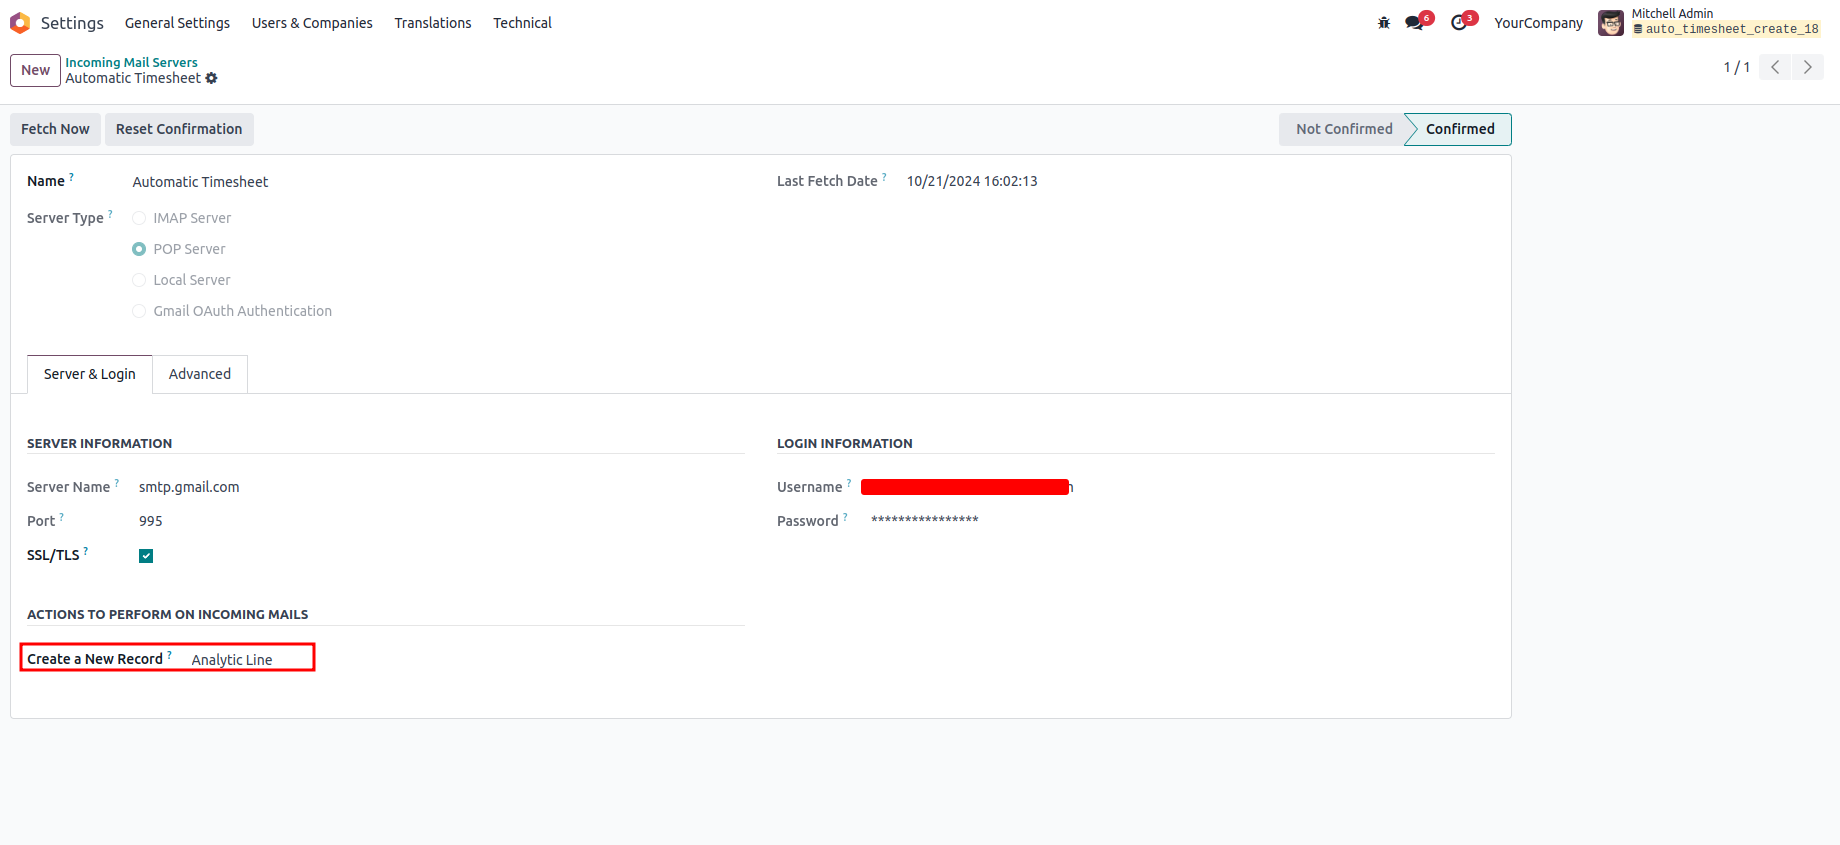 Settings General Settings Users & Companies Translations Technical 6 3 YourCompany Mitchell Admin
auto_timesheet_create_18
New Incoming Mail Servers
Automatic Timesheet
1 / 1
Fetch Now Reset Confirmation Not Confirmed Confirmed
Name ? Automatic Timesheet Last Fetch Date ? 10/21/2024 16:02:13
Server Type ? IMAP Server
POP Server
Local Server
Gmail OAuth Authentication
Server & Login Advanced
SERVER INFORMATION LOGIN INFORMATION
Server Name ? smtp.gmail.com Username ?
Port ? 995 Password ? ****************
SSL/TLS ?
ACTIONS TO PERFORM ON INCOMING MAILS
Create a New Record ? Analytic Line